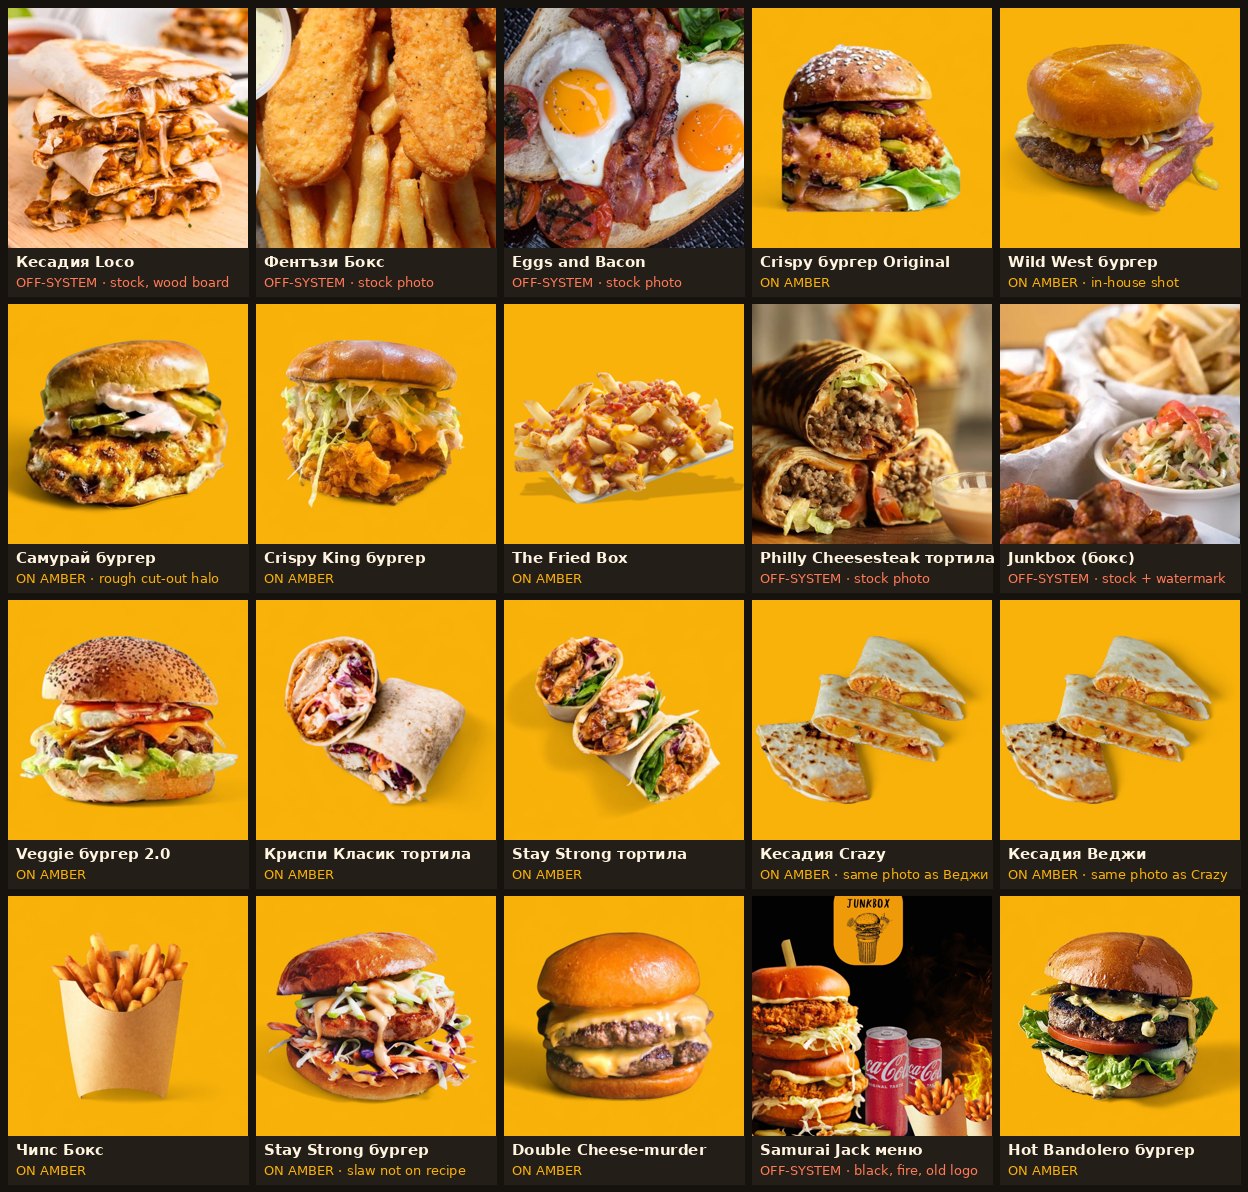 Кесадия Loco
OFF-SYSTEM · stock, wood board
Фентъзи Бокс
OFF-SYSTEM · stock photo
Eggs and Bacon
OFF-SYSTEM · stock photo
Crispy бургер Original
ON AMBER
Wild West бургер
ON AMBER · in-house shot
Самурай бургер
ON AMBER · rough cut-out halo
Crispy King бургер
ON AMBER
The Fried Box
ON AMBER
Philly Cheesesteak тортила
OFF-SYSTEM · stock photo
Junkbox (бокс)
OFF-SYSTEM · stock + watermark
Veggie бургер 2.0
ON AMBER
Криспи Класик тортила
ON AMBER
Stay Strong тортила
ON AMBER
Кесадия Crazy
ON AMBER · same photo as Веджи
Кесадия Веджи
ON AMBER · same photo as Crazy
JUNKBOX
Coca-Cola
ORIGINAL TASTE
Чипс Бокс
ON AMBER
Stay Strong бургер
ON AMBER · slaw not on recipe
Double Cheese-murder
ON AMBER
Samurai Jack меню
OFF-SYSTEM · black, fire, old logo
Hot Bandolero бургер
ON AMBER